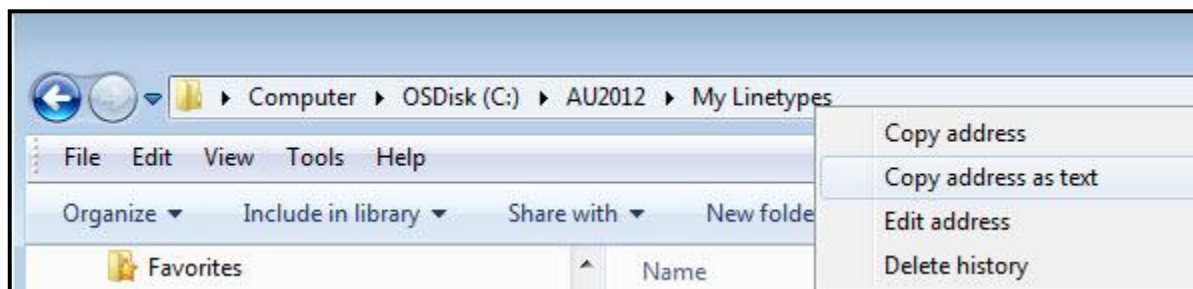 Computer ▸ OSDisk (C:) ▸ AU2012 ▸ My Linetypes
Copy address
File Edit View Tools Help
Copy address as text
Organize ▾ Include in library ▾ Share with ▾ New folde
Edit address
Favorites
Name
Delete history